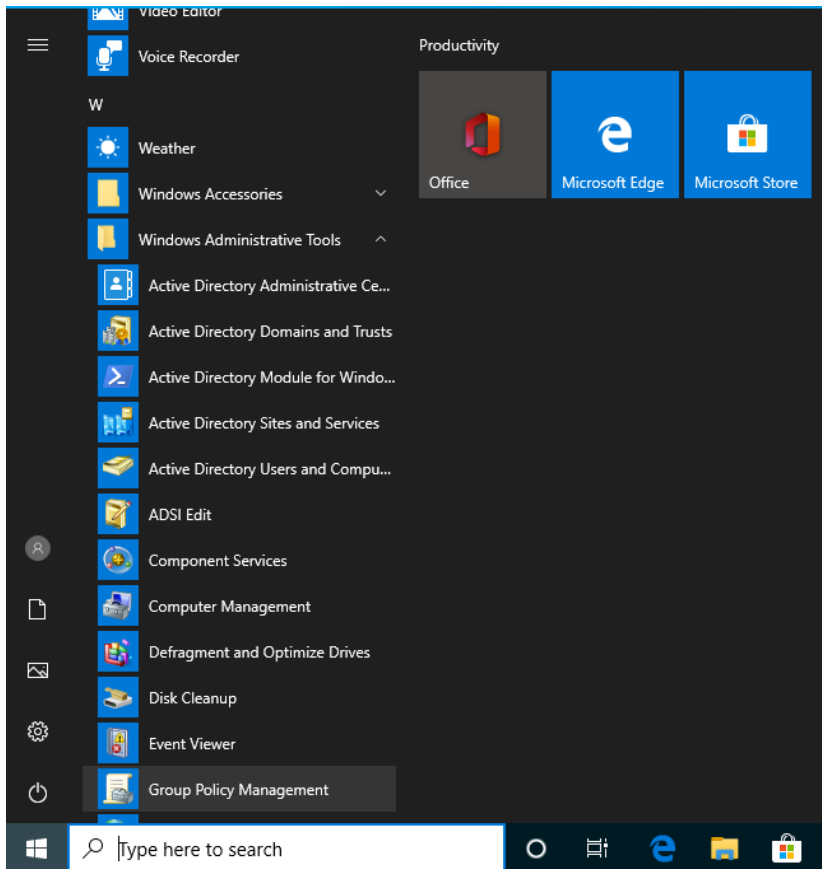 Video Editor
Voice Recorder
W
Weather
Windows Accessories
Windows Administrative Tools
Active Directory Administrative Ce...
Active Directory Domains and Trusts
Active Directory Module for Windo...
Active Directory Sites and Services
Active Directory Users and Compu...
ADSI Edit
Component Services
Computer Management
Defragment and Optimize Drives
Disk Cleanup
Event Viewer
Group Policy Management
Productivity
Office
Microsoft Edge
Microsoft Store
Type here to search